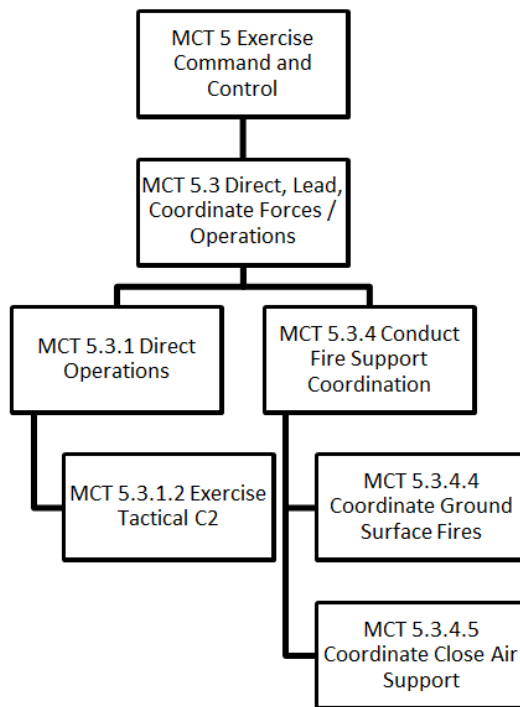 MCT 5 Exercise
Command and
Control
MCT 5.3 Direct, Lead,
Coordinate Forces /
Operations
MCT 5.3.1 Direct
Operations
MCT 5.3.4 Conduct
Fire Support
Coordination
MCT 5.3.1.2 Exercise
Tactical C2
MCT 5.3.4.4
Coordinate Ground
Surface Fires
MCT 5.3.4.5
Coordinate Close Air
Support